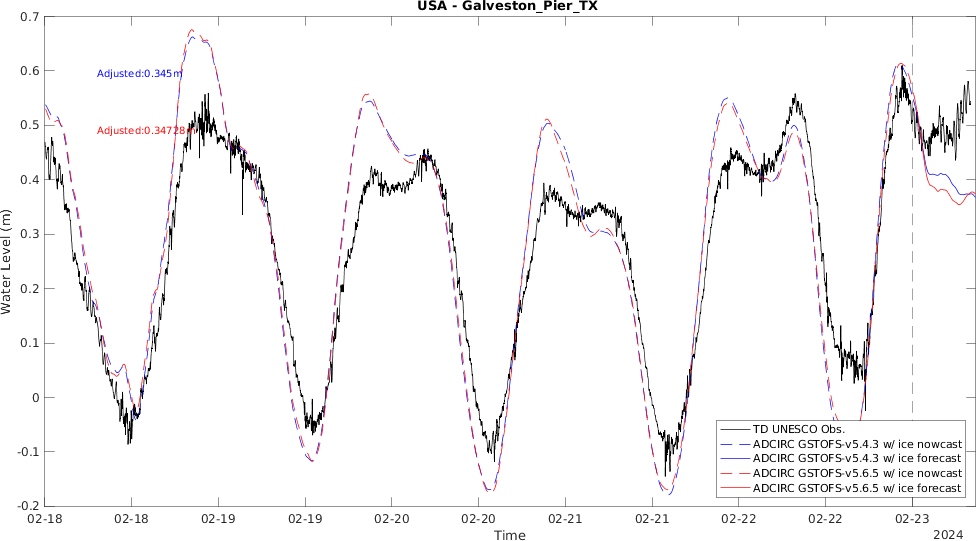 USA - Galveston_Pier_TX
Water Level (m)
0.7
0.6
0.5
0.4
0.3
0.2
0.1
0
-0.1
-0.2
Adjusted:0.345m
Adjusted:0.34728m
TD UNESCO Obs.
ADCIRC GSTOFS-v5.4.3 w/ ice nowcast
ADCIRC GSTOFS-v5.4.3 w/ ice forecast
ADCIRC GSTOFS-v5.6.5 w/ ice nowcast
ADCIRC GSTOFS-v5.6.5 w/ ice forecast
02-18 02-18 02-19 02-19 02-20 02-20 02-21 02-21 02-22 02-22 02-23
Time
2024